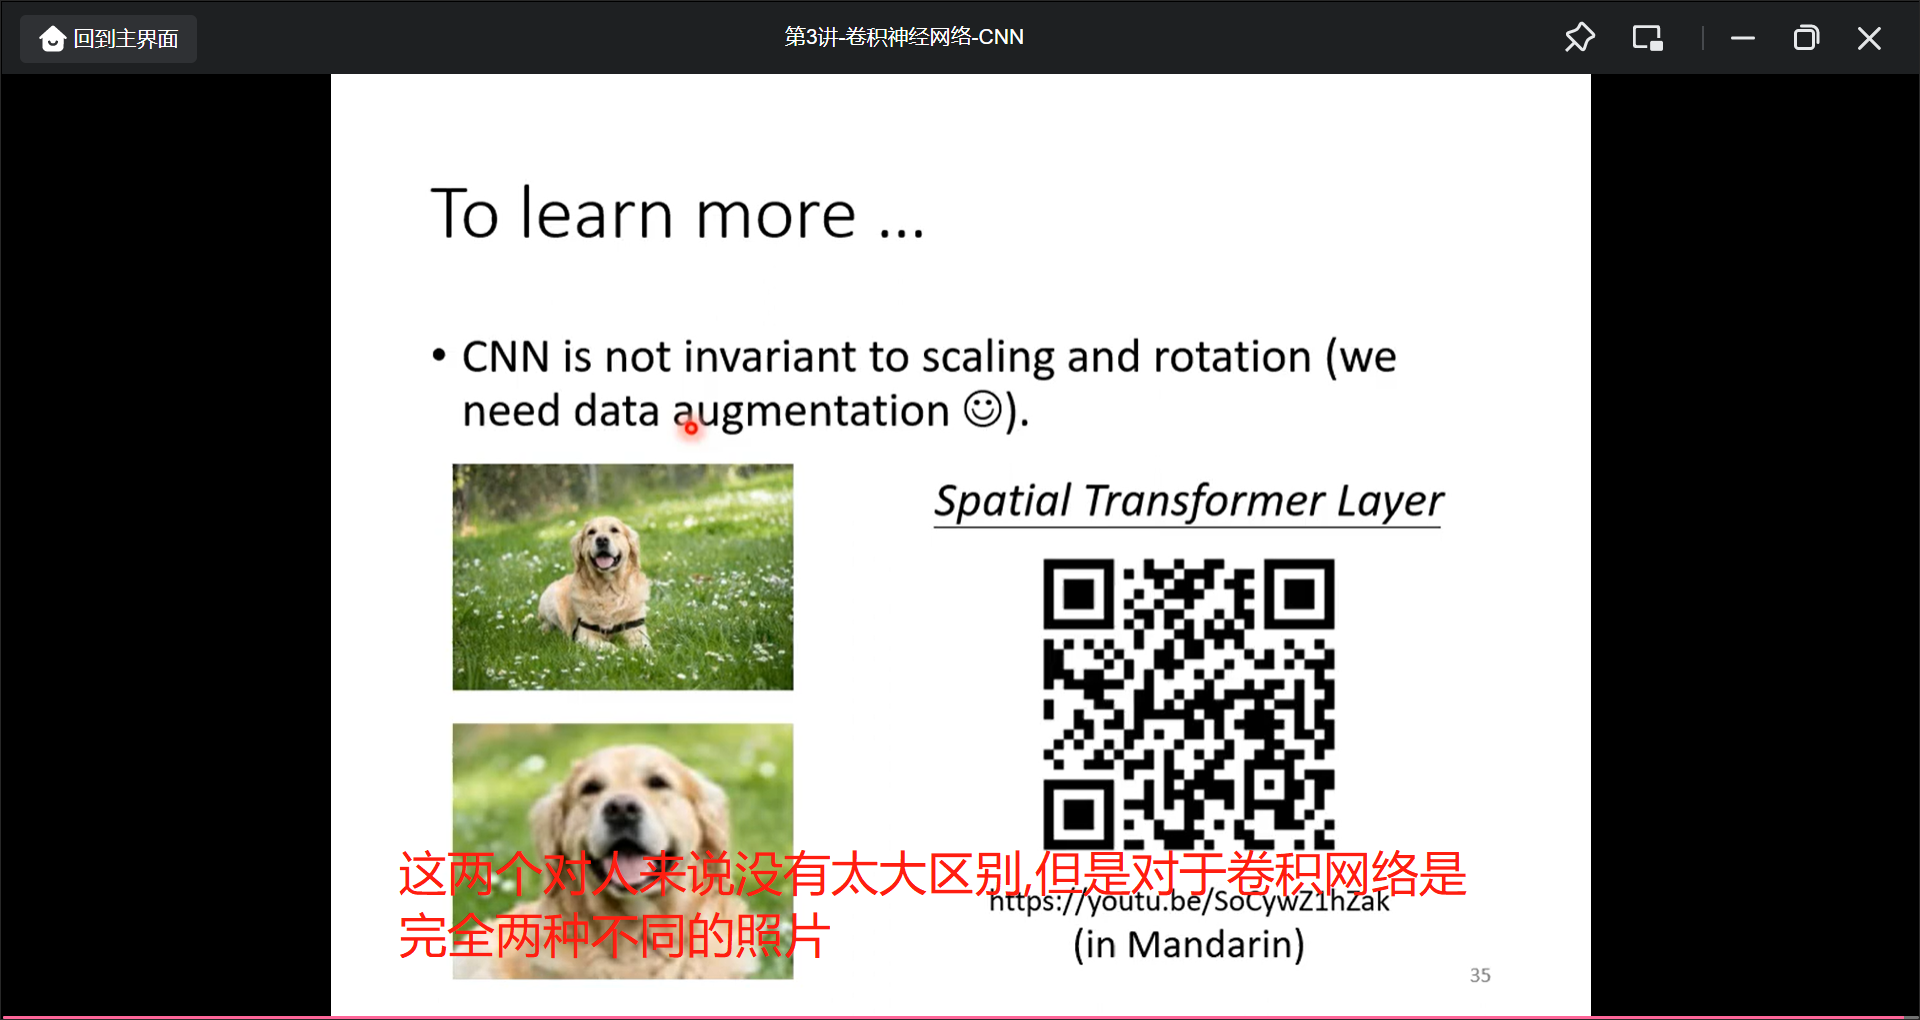 回到主界面
第3讲-卷积神经网络-CNN
To learn more ...
• CNN is not invariant to scaling and rotation (we
need data augmentation ☺).
Spatial Transformer Layer
这两个对人来说没有太大区别,但是对于卷积网络是
完全两种不同的照片
https://youtu.be/SoCywZ1hZak
(in Mandarin)
35